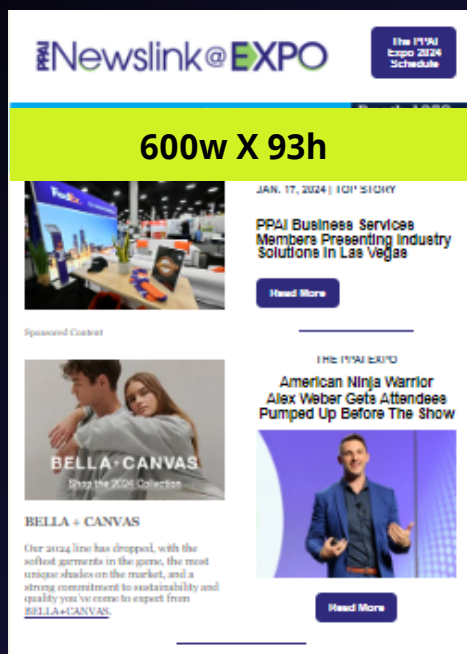 PPAI Newslink@EXPO
The PPAI
Expo 2024
Schedule
600w X 93h
FedEx
JAN. 17, 2024 | TOP STORY
PPAI Business Services
Members Presenting Industry
Solutions In Las Vegas
Read More
Sponsored Content
BELLA+CANVAS
Shop the 2024 Collection
BELLA + CANVAS
Our 2024 line has dropped, with the
softest garments in the game, the most
unique shades on the market, and a
strong commitment to sustainability and
quality you've come to expect from
BELLA+CANVAS.
THE PPAI EXPO
American Ninja Warrior
Alex Weber Gets Attendees
Pumped Up Before The Show
Read More